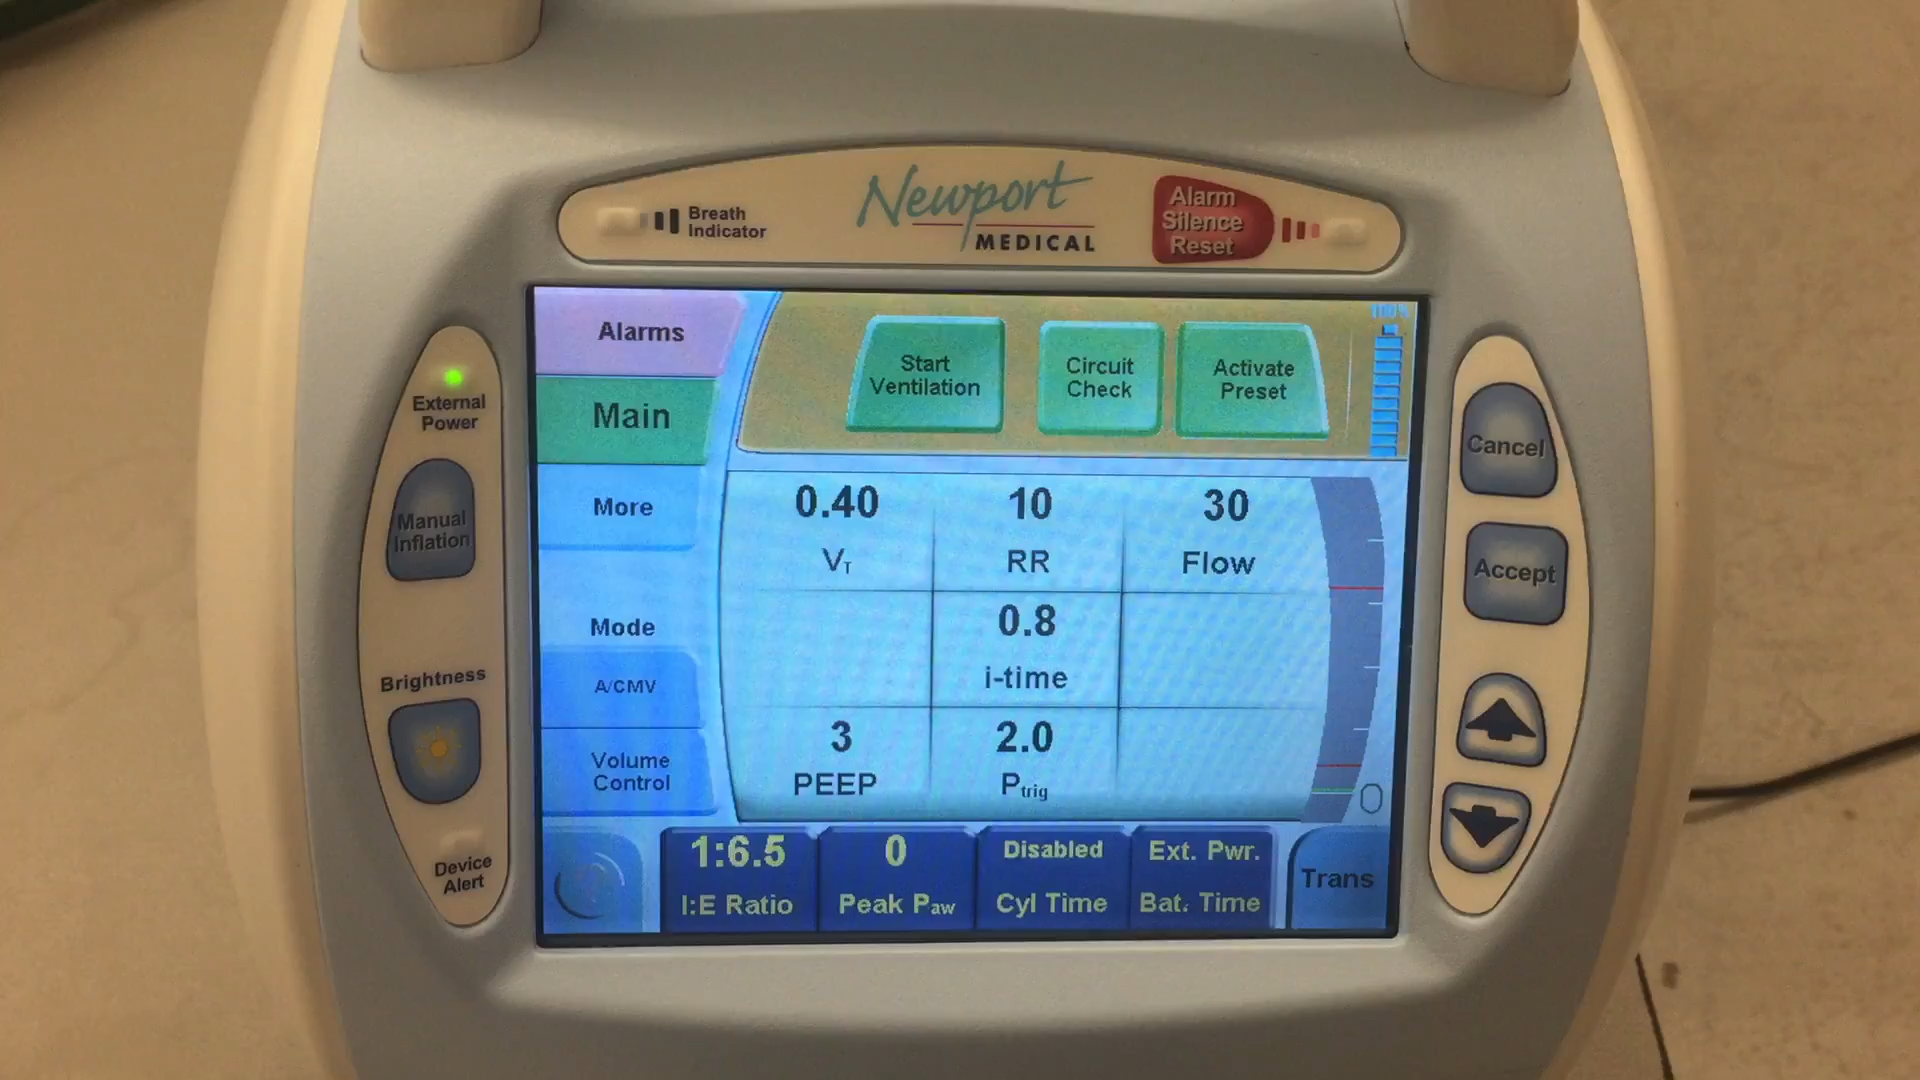 Newport
MEDICAL
Breath
Indicator
Alarm
Silence
Reset
External
Power
Manual
Inflation
Brightness
Device
Alert
Alarms
Main
More
Mode
A/CMV
Volume
Control
Start
Ventilation
Circuit
Check
Activate
Preset
100%
0.40
VT
10
RR
30
Flow
0.8
i-time
3
PEEP
2.0
Ptrig
0
1:6.5
I:E Ratio
0
Peak Paw
Disabled
Cyl Time
Ext. Pwr.
Bat. Time
Trans
Cancel
Accept